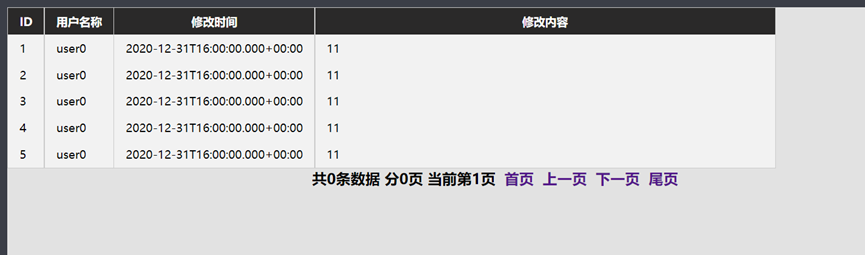 ID 用户名称 修改时间 修改内容
1 user0 2020-12-31T16:00:00.000+00:00 11
2 user0 2020-12-31T16:00:00.000+00:00 11
3 user0 2020-12-31T16:00:00.000+00:00 11
4 user0 2020-12-31T16:00:00.000+00:00 11
5 user0 2020-12-31T16:00:00.000+00:00 11
共0条数据 分0页 当前第1页 首页 上一页 下一页 尾页